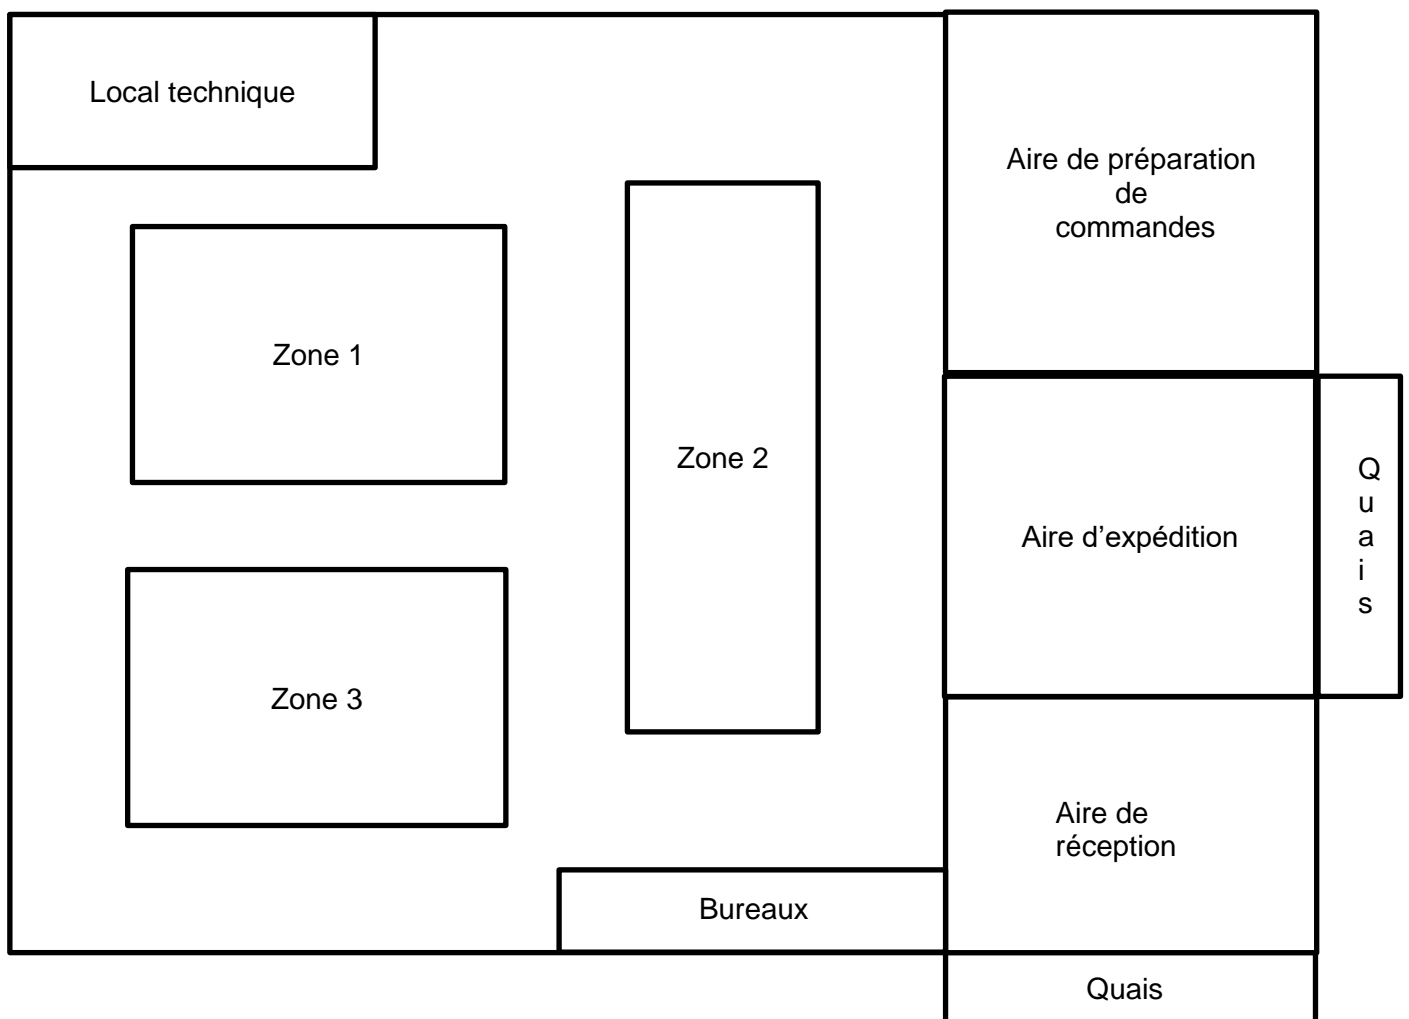 Local technique
Aire de préparation
de
commandes
Zone 1
Zone 2
Quais
Aire d’expédition
Zone 3
Aire de
réception
Bureaux
Quais